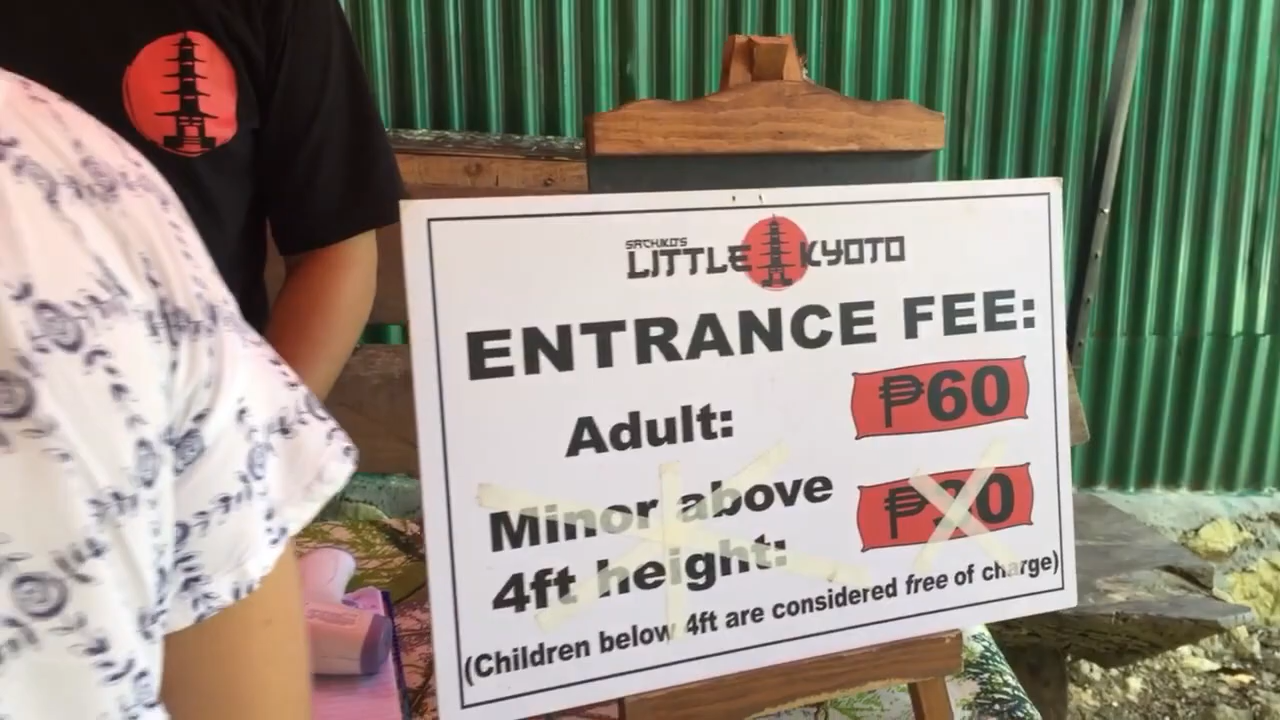 SACHIKO'S
LITTLE KYOTO
ENTRANCE FEE:
Adult: ₱60
Minor above
4ft height: ₱30
(Children below 4ft are considered free of charge)